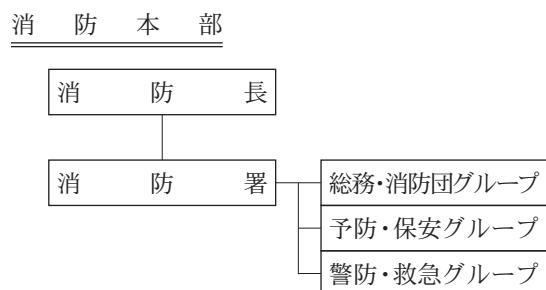 消防本部
消防長
消防署
総務・消防団グループ
予防・保安グループ
警防・救急グループ